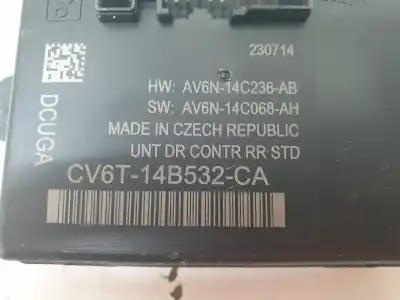 230714
HW: AV6N-14C236-AB
SW: AV6N-14C068-AH
MADE IN CZECH REPUBLIC
UNT DR CONTR RR STD
CV6T-14B532-CA
DCUGA